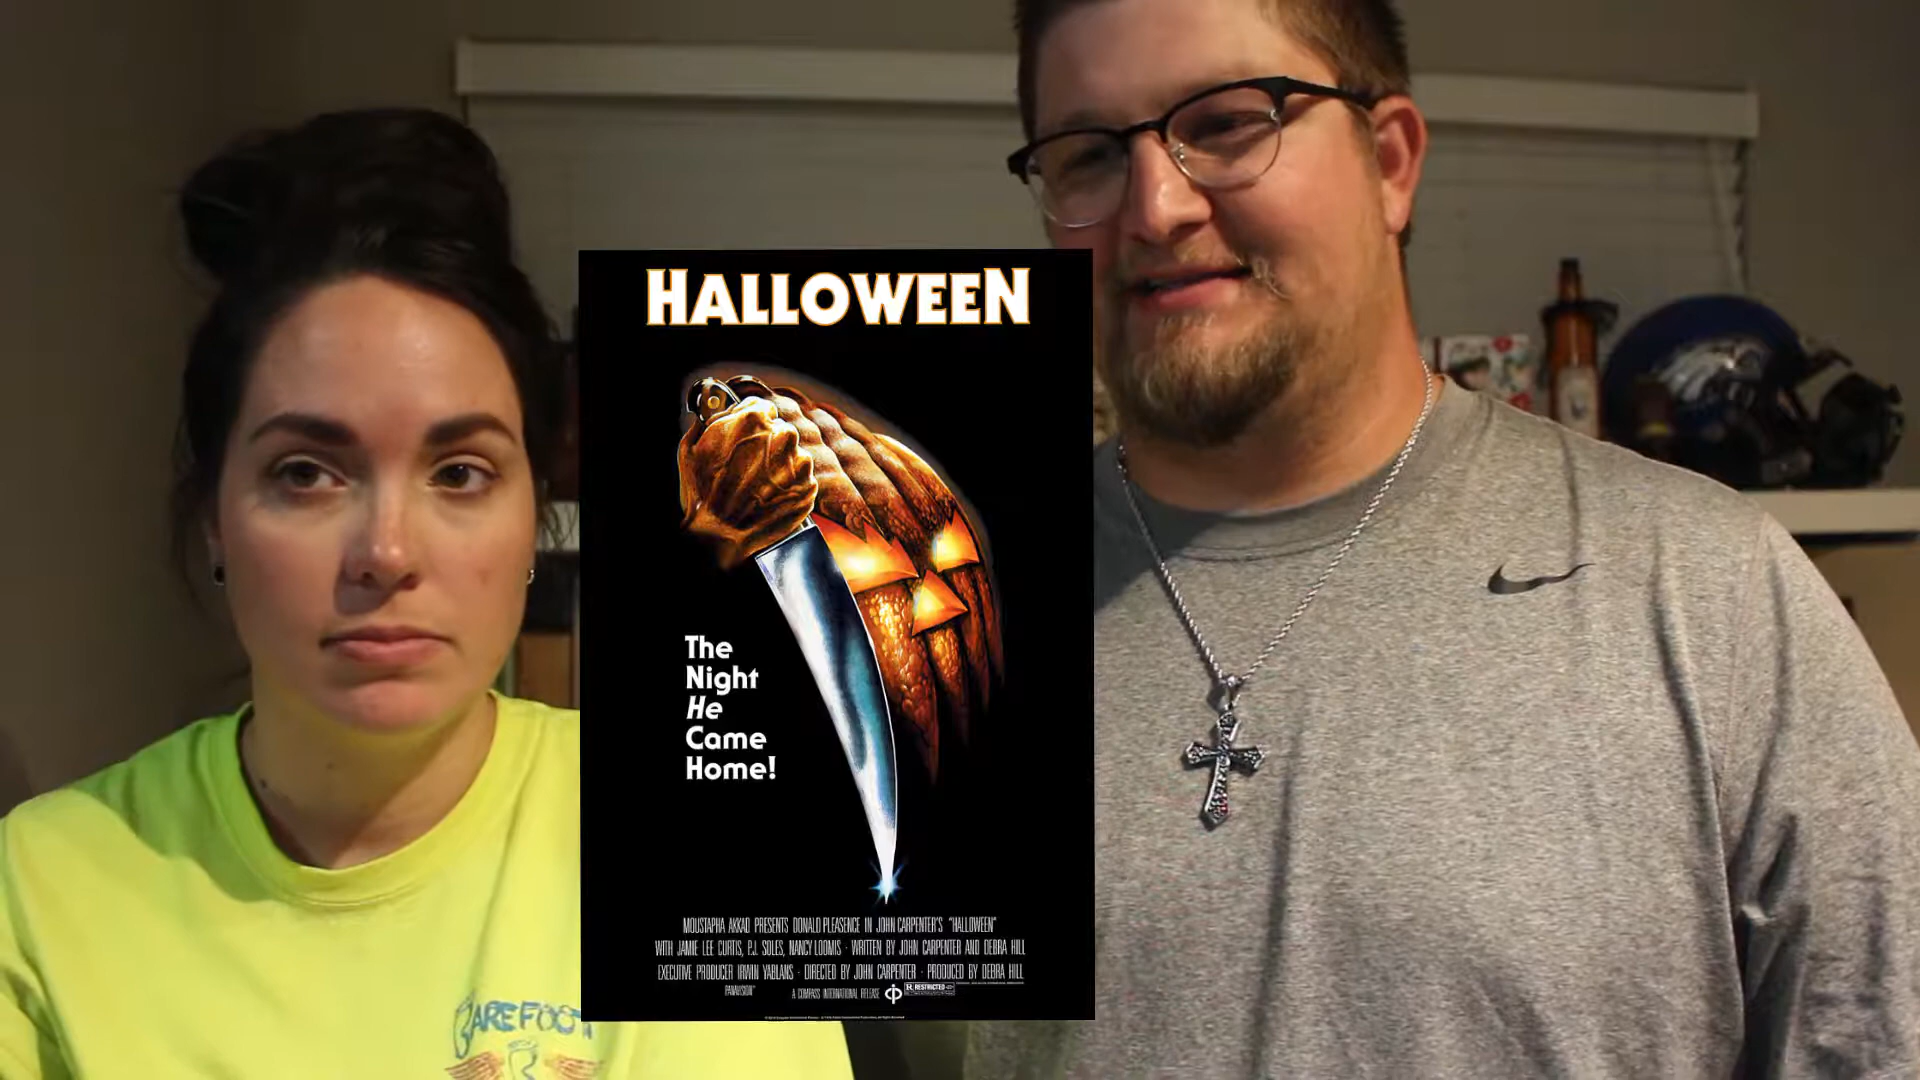 HALLOWEEN
The
Night
He
Came
Home!
MOUSTAPHA AKKAD PRESENTS DONALD PLEASENCE IN JOHN CARPENTER'S "HALLOWEEN"
WITH JAMIE LEE CURTIS, P.J. SOLES, NANCY LOOMIS · WRITTEN BY JOHN CARPENTER AND DEBRA HILL
EXECUTIVE PRODUCER IRWIN YABLANS · DIRECTED BY JOHN CARPENTER · PRODUCED BY DEBRA HILL
PANAVISION® A COMPASS INTERNATIONAL RELEASE R RESTRICTED
BAREFOOT